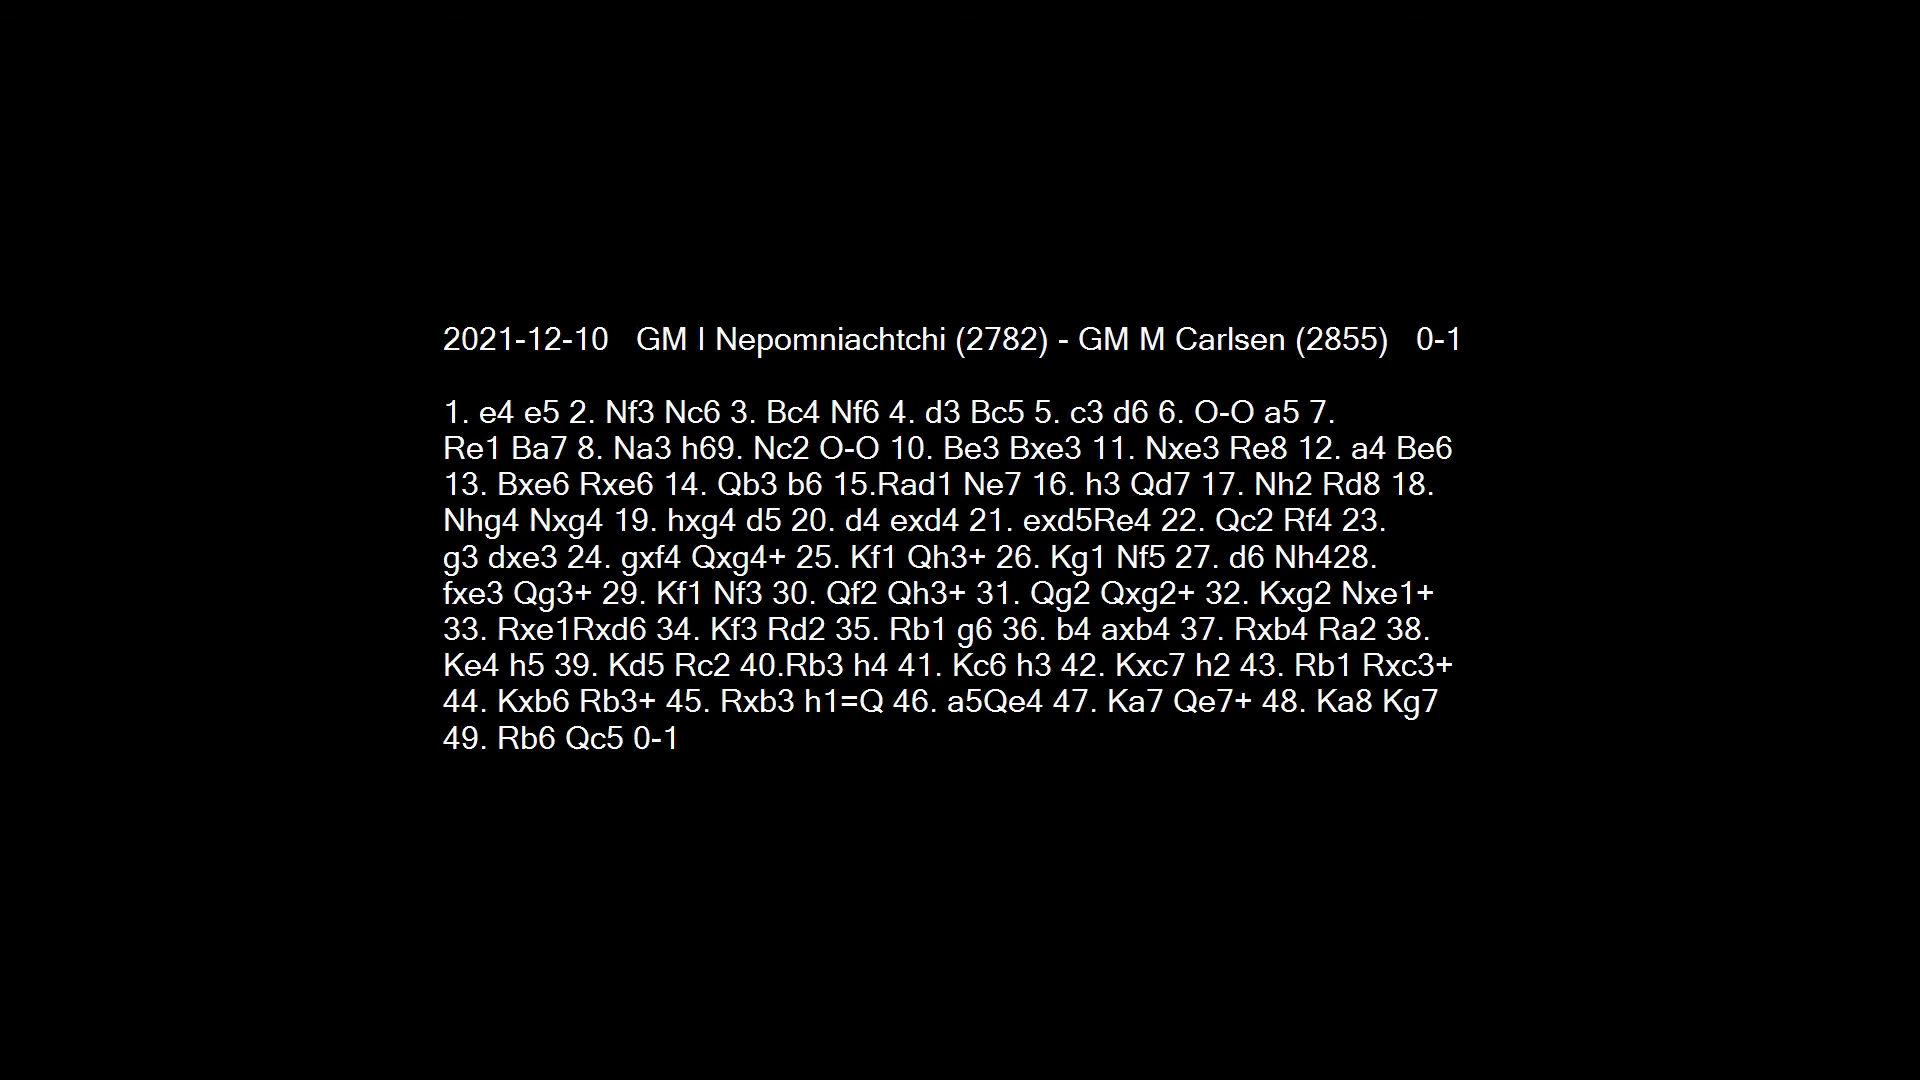 2021-12-10   GM I Nepomniachtchi (2782) - GM M Carlsen (2855)   0-1
1. e4 e5 2. Nf3 Nc6 3. Bc4 Nf6 4. d3 Bc5 5. c3 d6 6. O-O a5 7.
Re1 Ba7 8. Na3 h69. Nc2 O-O 10. Be3 Bxe3 11. Nxe3 Re8 12. a4 Be6
13. Bxe6 Rxe6 14. Qb3 b6 15.Rad1 Ne7 16. h3 Qd7 17. Nh2 Rd8 18.
Nhg4 Nxg4 19. hxg4 d5 20. d4 exd4 21. exd5Re4 22. Qc2 Rf4 23.
g3 dxe3 24. gxf4 Qxg4+ 25. Kf1 Qh3+ 26. Kg1 Nf5 27. d6 Nh428.
fxe3 Qg3+ 29. Kf1 Nf3 30. Qf2 Qh3+ 31. Qg2 Qxg2+ 32. Kxg2 Nxe1+
33. Rxe1Rxd6 34. Kf3 Rd2 35. Rb1 g6 36. b4 axb4 37. Rxb4 Ra2 38.
Ke4 h5 39. Kd5 Rc2 40.Rb3 h4 41. Kc6 h3 42. Kxc7 h2 43. Rb1 Rxc3+
44. Kxb6 Rb3+ 45. Rxb3 h1=Q 46. a5Qe4 47. Ka7 Qe7+ 48. Ka8 Kg7
49. Rb6 Qc5 0-1